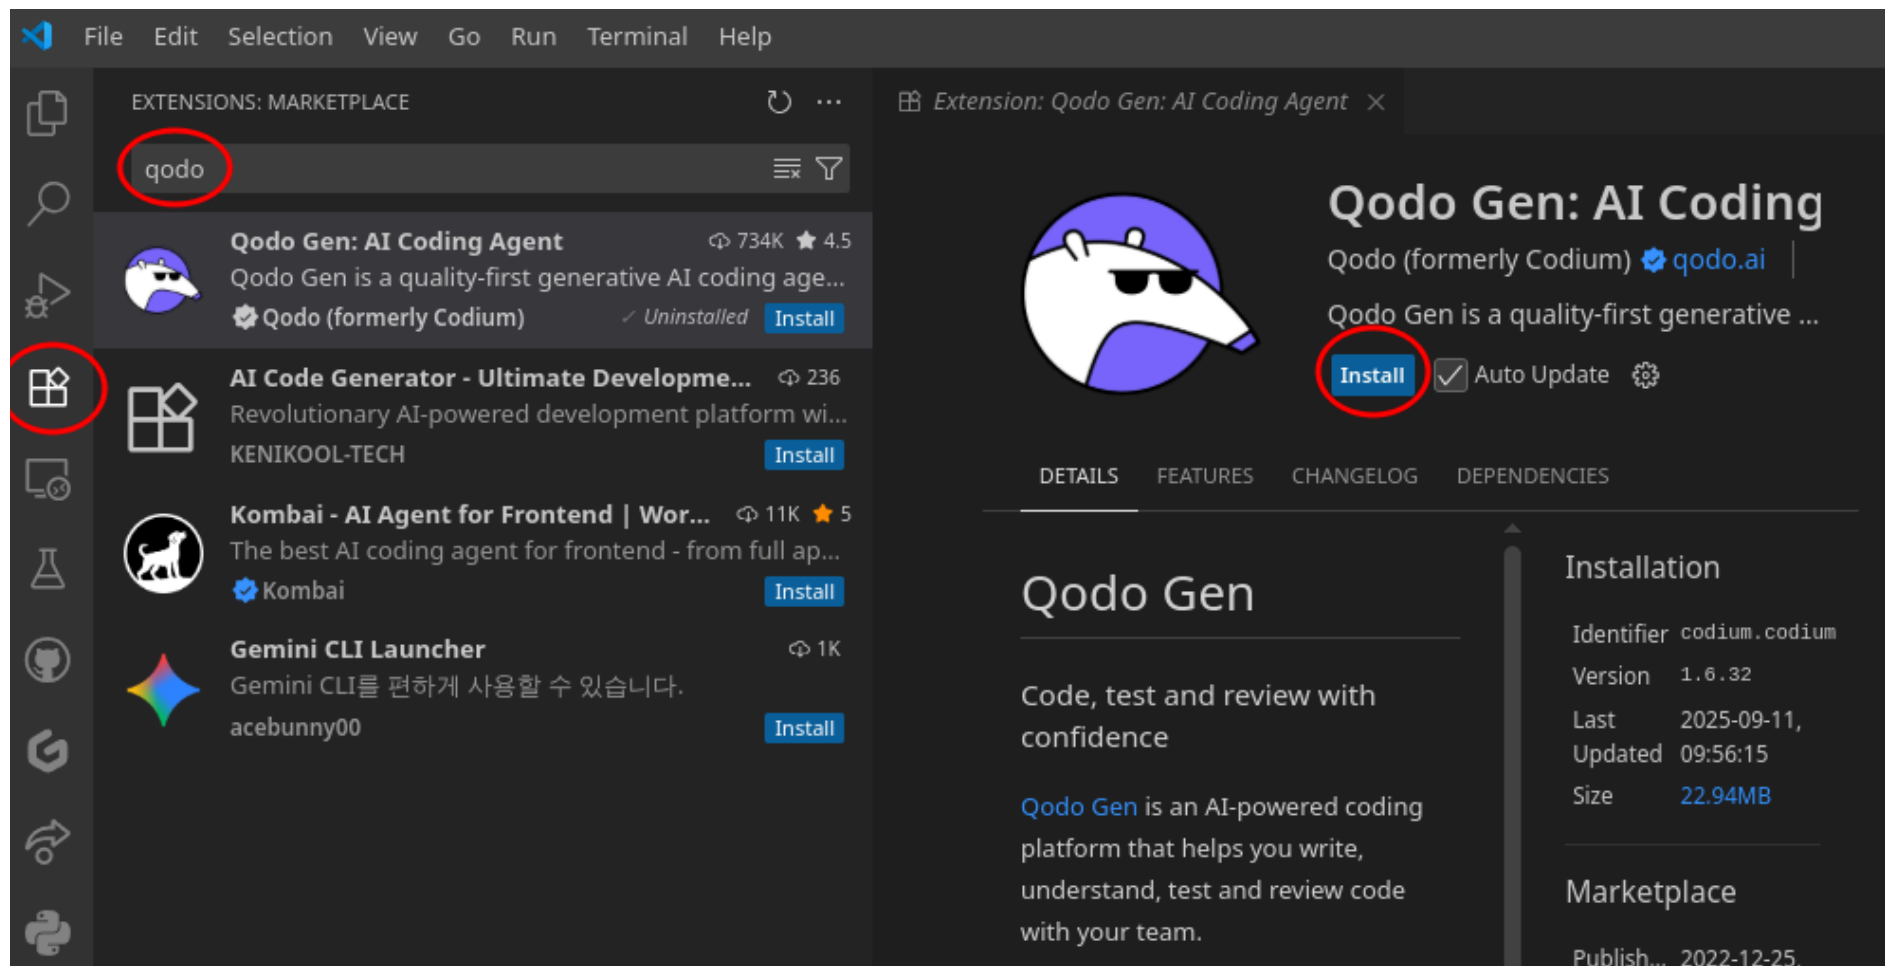 File Edit Selection View Go Run Terminal Help
EXTENSIONS: MARKETPLACE
qodo
Qodo Gen: AI Coding Agent 734K 4.5
Qodo Gen is a quality-first generative AI coding age...
Qodo (formerly Codium) ✓ Uninstalled Install
AI Code Generator - Ultimate Developme... 236
Revolutionary AI-powered development platform wi...
KENIKOOL-TECH Install
Kombai - AI Agent for Frontend | Wor... 11K 5
The best AI coding agent for frontend - from full ap...
Kombai Install
Gemini CLI Launcher 1K
Gemini CLI를 편하게 사용할 수 있습니다.
acebunny00 Install
Extension: Qodo Gen: AI Coding Agent
Qodo Gen: AI Coding
Qodo (formerly Codium) qodo.ai
Qodo Gen is a quality-first generative ...
Install Auto Update
DETAILS FEATURES CHANGELOG DEPENDENCIES
Qodo Gen
Code, test and review with
confidence
Qodo Gen is an AI-powered coding
platform that helps you write,
understand, test and review code
with your team.
Installation
Identifier codium.codium
Version 1.6.32
Last 2025-09-11,
Updated 09:56:15
Size 22.94MB
Marketplace
Publish... 2022-12-25,